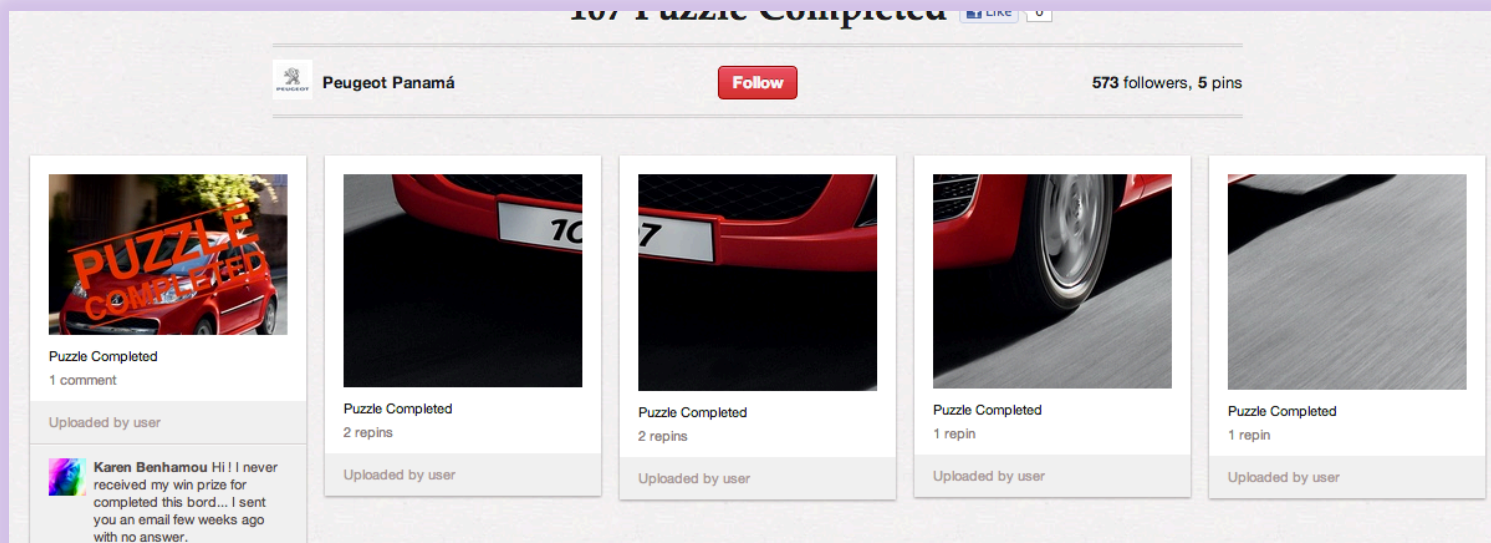 107 Puzzle Completed Like 0
PEUGEOT Peugeot Panamá Follow 573 followers, 5 pins
PUZZLE
COMPLETED
10
07
Puzzle Completed
1 comment
Uploaded by user
Karen Benhamou Hi ! I never
received my win prize for
completed this bord... I sent
you an email few weeks ago
with no answer.
Puzzle Completed
2 repins
Uploaded by user
Puzzle Completed
2 repins
Uploaded by user
Puzzle Completed
1 repin
Uploaded by user
Puzzle Completed
1 repin
Uploaded by user